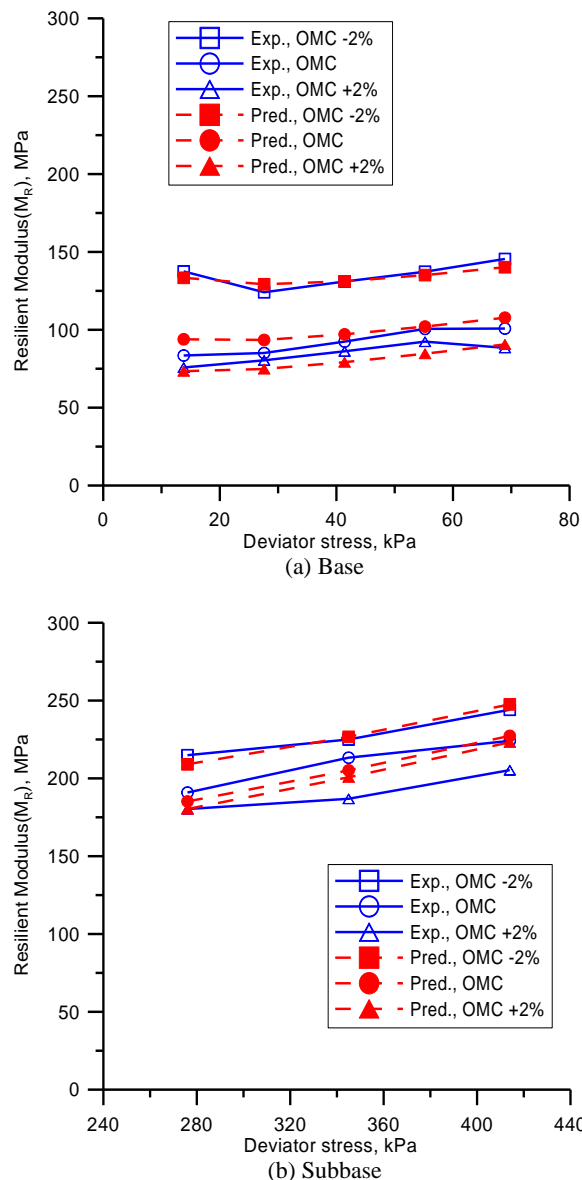 300
250
200
150
100
50
0
Resilient Modulus(MR), MPa
Exp., OMC -2%
Exp., OMC
Exp., OMC +2%
Pred., OMC -2%
Pred., OMC
Pred., OMC +2%
0 20 40 60 80
Deviator stress, kPa
(a) Base
300
250
200
150
100
50
0
Resilient Modulus(MR), MPa
Exp., OMC -2%
Exp., OMC
Exp., OMC +2%
Pred., OMC -2%
Pred., OMC
Pred., OMC +2%
240 280 320 360 400 440
Deviator stress, kPa
(b) Subbase